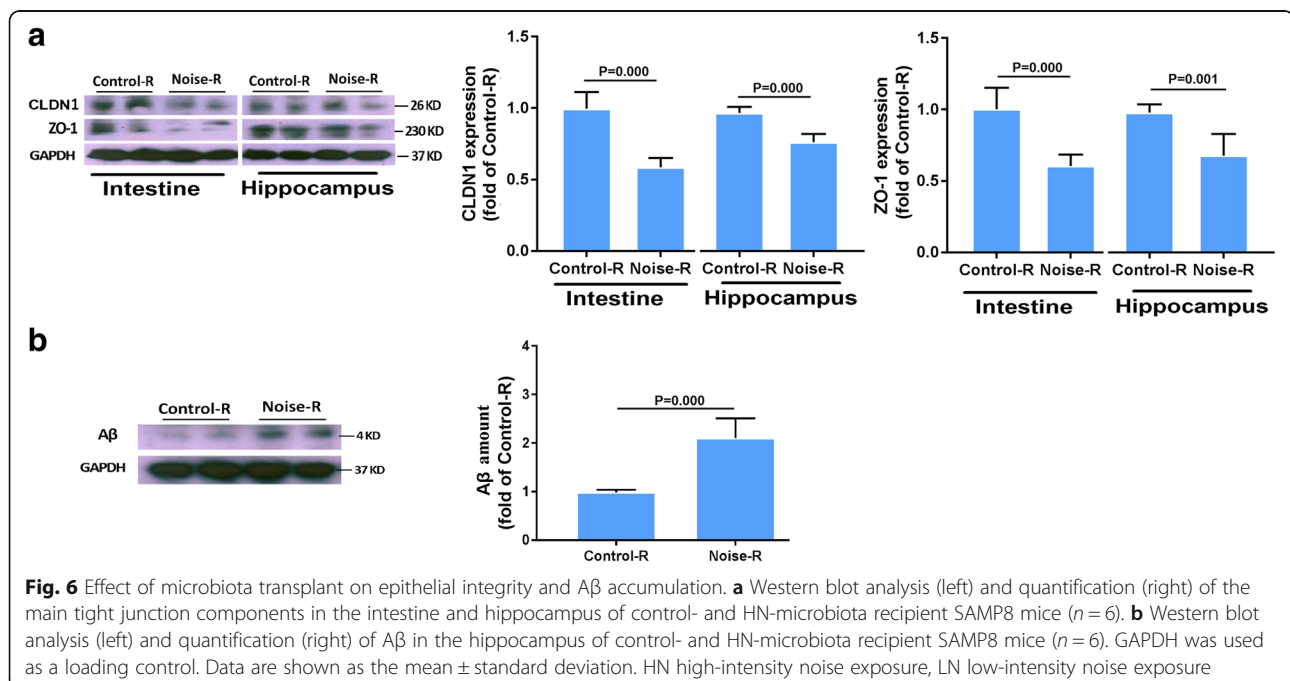 a
Control-R Noise-R Control-R Noise-R
CLDN1 26 KD
ZO-1 230 KD
GAPDH 37 KD
Intestine Hippocampus
CLDN1 expression
(fold of Control-R)
1.5
1.0
0.5
0.0
P=0.000
P=0.000
Control-R Noise-R Control-R Noise-R
Intestine Hippocampus
ZO-1 expression
(fold of Control-R)
1.5
1.0
0.5
0.0
P=0.000
P=0.001
Control-R Noise-R Control-R Noise-R
Intestine Hippocampus
b
Control-R Noise-R
Aβ 4 KD
GAPDH 37 KD
Aβ amount
(fold of Control-R)
4
3
2
1
0
P=0.000
Control-R Noise-R
Fig. 6 Effect of microbiota transplant on epithelial integrity and Aβ accumulation. a Western blot analysis (left) and quantification (right) of the
main tight junction components in the intestine and hippocampus of control- and HN-microbiota recipient SAMP8 mice (n = 6). b Western blot
analysis (left) and quantification (right) of Aβ in the hippocampus of control- and HN-microbiota recipient SAMP8 mice (n = 6). GAPDH was used
as a loading control. Data are shown as the mean ± standard deviation. HN high-intensity noise exposure, LN low-intensity noise exposure